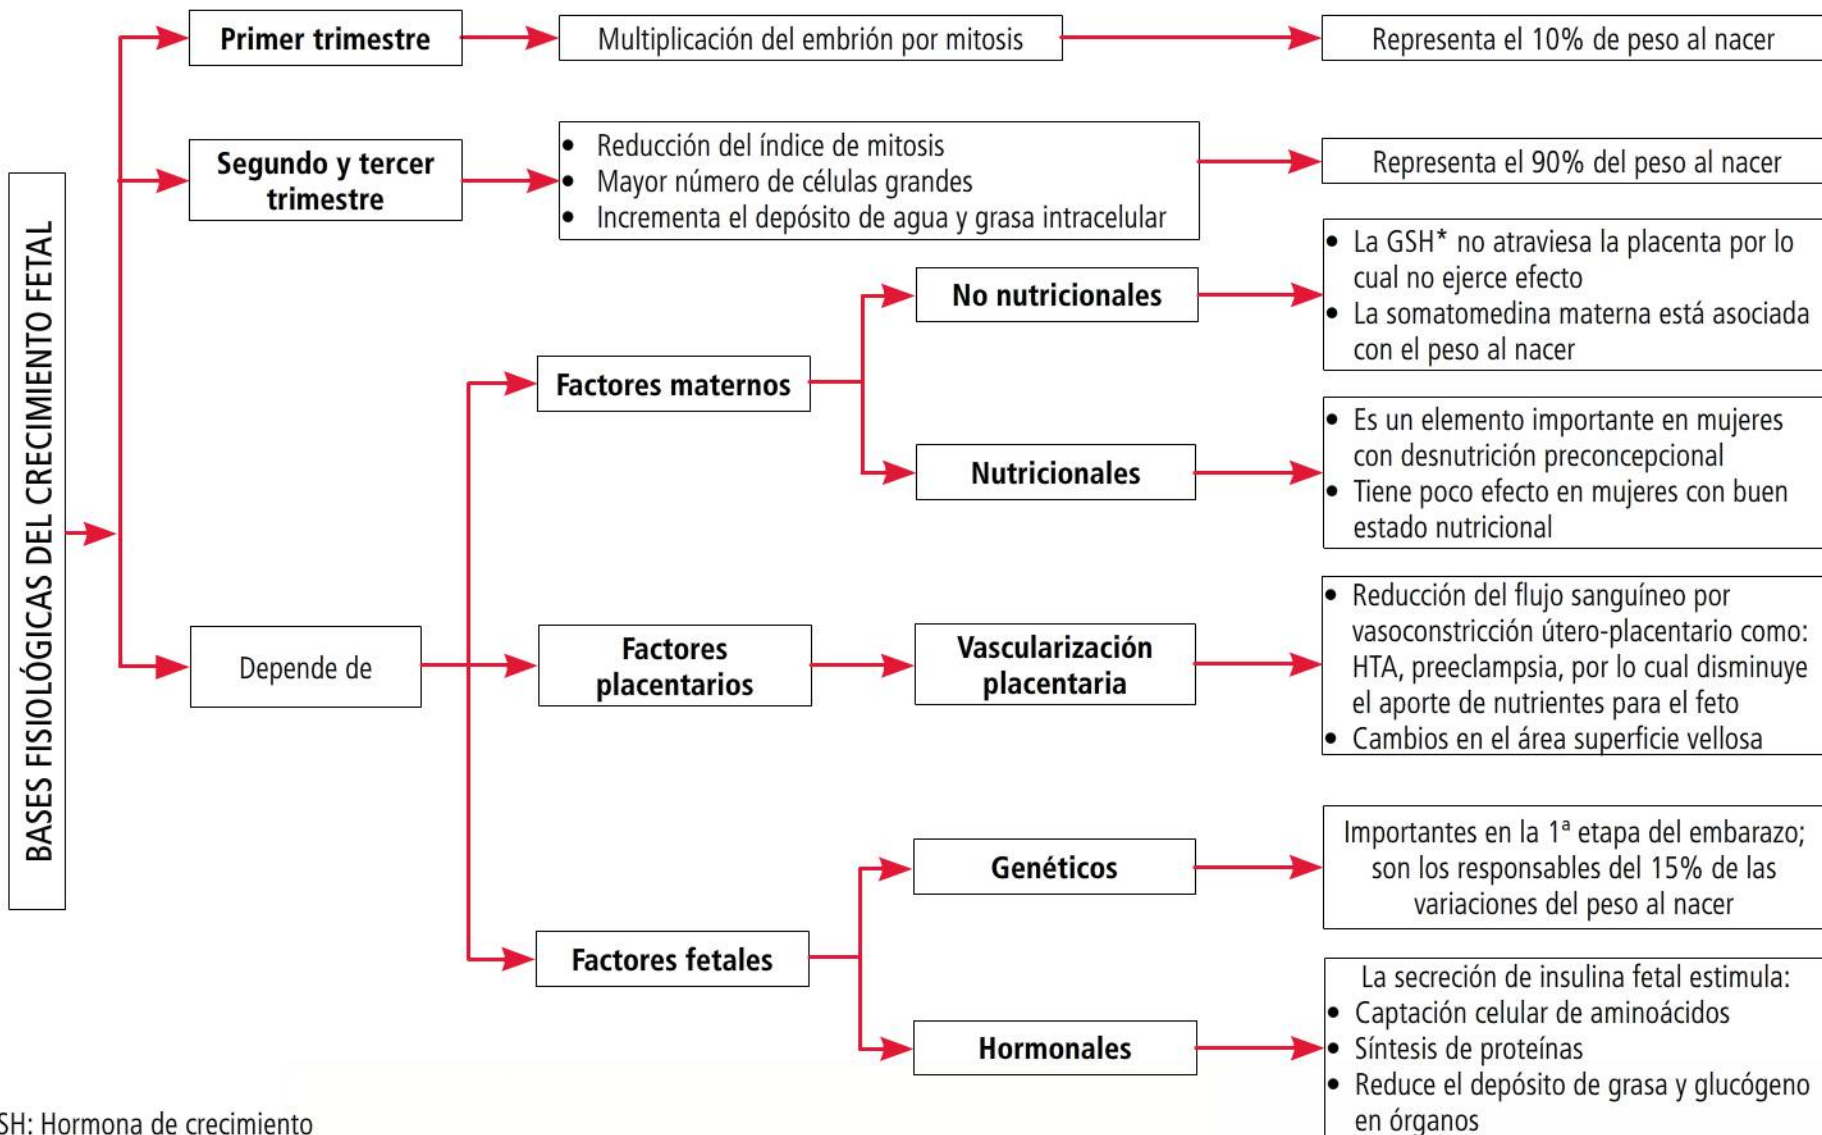 BASES FISIOLÓGICAS DEL CRECIMIENTO FETAL
Primer trimestre
Multiplicación del embrión por mitosis
Representa el 10% de peso al nacer
Segundo y tercer
trimestre
• Reducción del índice de mitosis
• Mayor número de células grandes
• Incrementa el depósito de agua y grasa intracelular
Representa el 90% del peso al nacer
Depende de
Factores maternos
No nutricionales
• La GSH* no atraviesa la placenta por lo
cual no ejerce efecto
• La somatomedina materna está asociada
con el peso al nacer
Nutricionales
• Es un elemento importante en mujeres
con desnutrición preconcepcional
• Tiene poco efecto en mujeres con buen
estado nutricional
Factores
placentarios
Vascularización
placentaria
• Reducción del flujo sanguíneo por
vasoconstricción útero-placentario como:
HTA, preeclampsia, por lo cual disminuye
el aporte de nutrientes para el feto
• Cambios en el área superficie vellosa
Factores fetales
Genéticos
Importantes en la 1ª etapa del embarazo;
son los responsables del 15% de las
variaciones del peso al nacer
Hormonales
La secreción de insulina fetal estimula:
• Captación celular de aminoácidos
• Síntesis de proteínas
• Reduce el depósito de grasa y glucógeno
en órganos
SH: Hormona de crecimiento